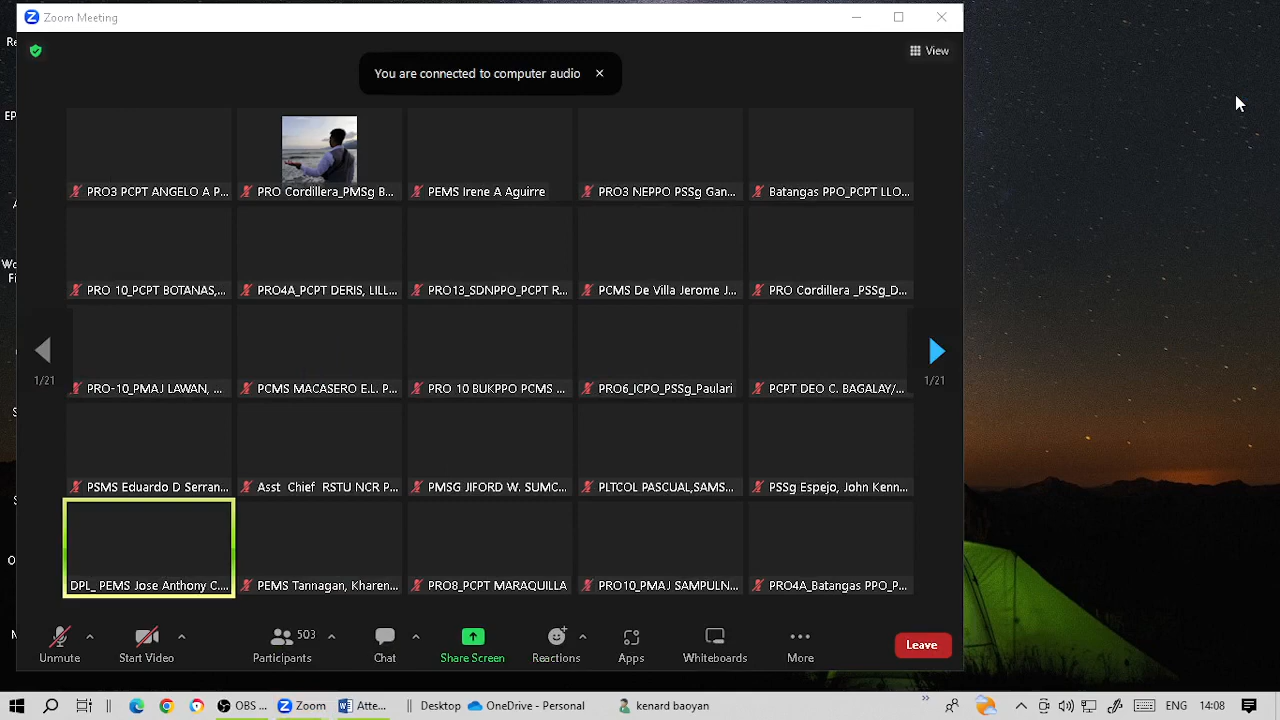 Zoom Meeting
View
You are connected to computer audio
PRO3 PCPT ANGELO A P...
PRO Cordillera_PMSg B...
PEMS Irene A Aguirre
PRO3 NEPPO PSSg Gan...
Batangas PPO_PCPT LLO...
PRO 10_PCPT BOTANAS,...
PRO4A_PCPT DERIS, LILL...
PRO13_SDNPPO_PCPT R...
PCMS De Villa Jerome J...
PRO Cordillera _PSSg_D...
1/21
PRO-10_PMAJ LAWAN, ...
PCMS MACASERO E.L. P...
PRO 10 BUKPPO PCMS ...
PRO6_ICPO_PSSg_Paulari
PCPT DEO C. BAGALAY/...
1/21
PSMS Eduardo D Serran...
Asst Chief RSTU NCR P...
PMSG JIFORD W. SUMC...
PLTCOL PASCUAL,SAMS...
PSSg Espejo, John Kenn...
DPL_ PEMS Jose Anthony C....
PEMS Tannagan, Kharen...
PRO8_PCPT MARAQUILLA
PRO10_PMAJ SAMPULN...
PRO4A_Batangas PPO_P...
Unmute
Start Video
503
Participants
Chat
Share Screen
Reactions
Apps
Whiteboards
More
Leave
OBS ...
Zoom
Atte...
Desktop
OneDrive - Personal
kenard baoyan
ENG
14:08